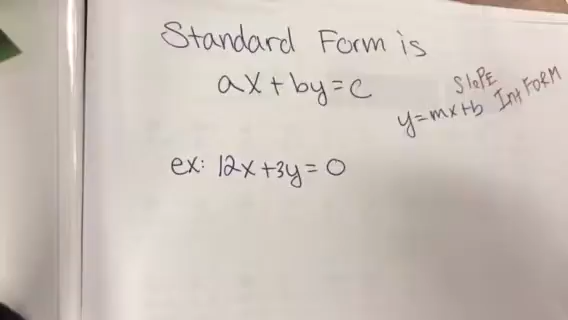 Standard Form is
ax+by=c
SlOPE
y=mx+b Int FORM
ex: 12x+3y=0